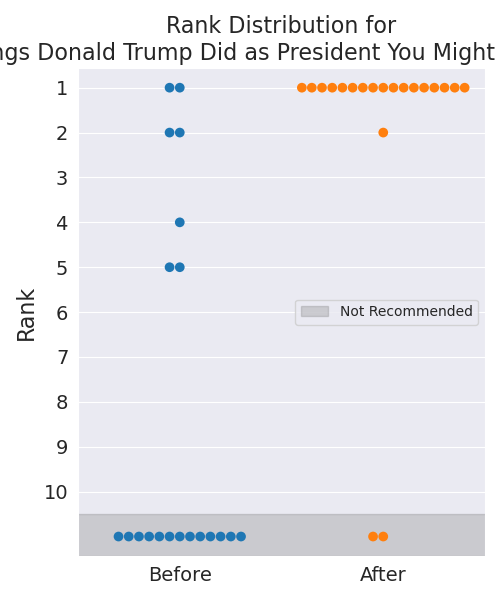 Rank Distribution for
Donald Trump Did as President You Might
1
2
3
4
5
6
7
8
9
10
Rank
Not Recommended
Before
After